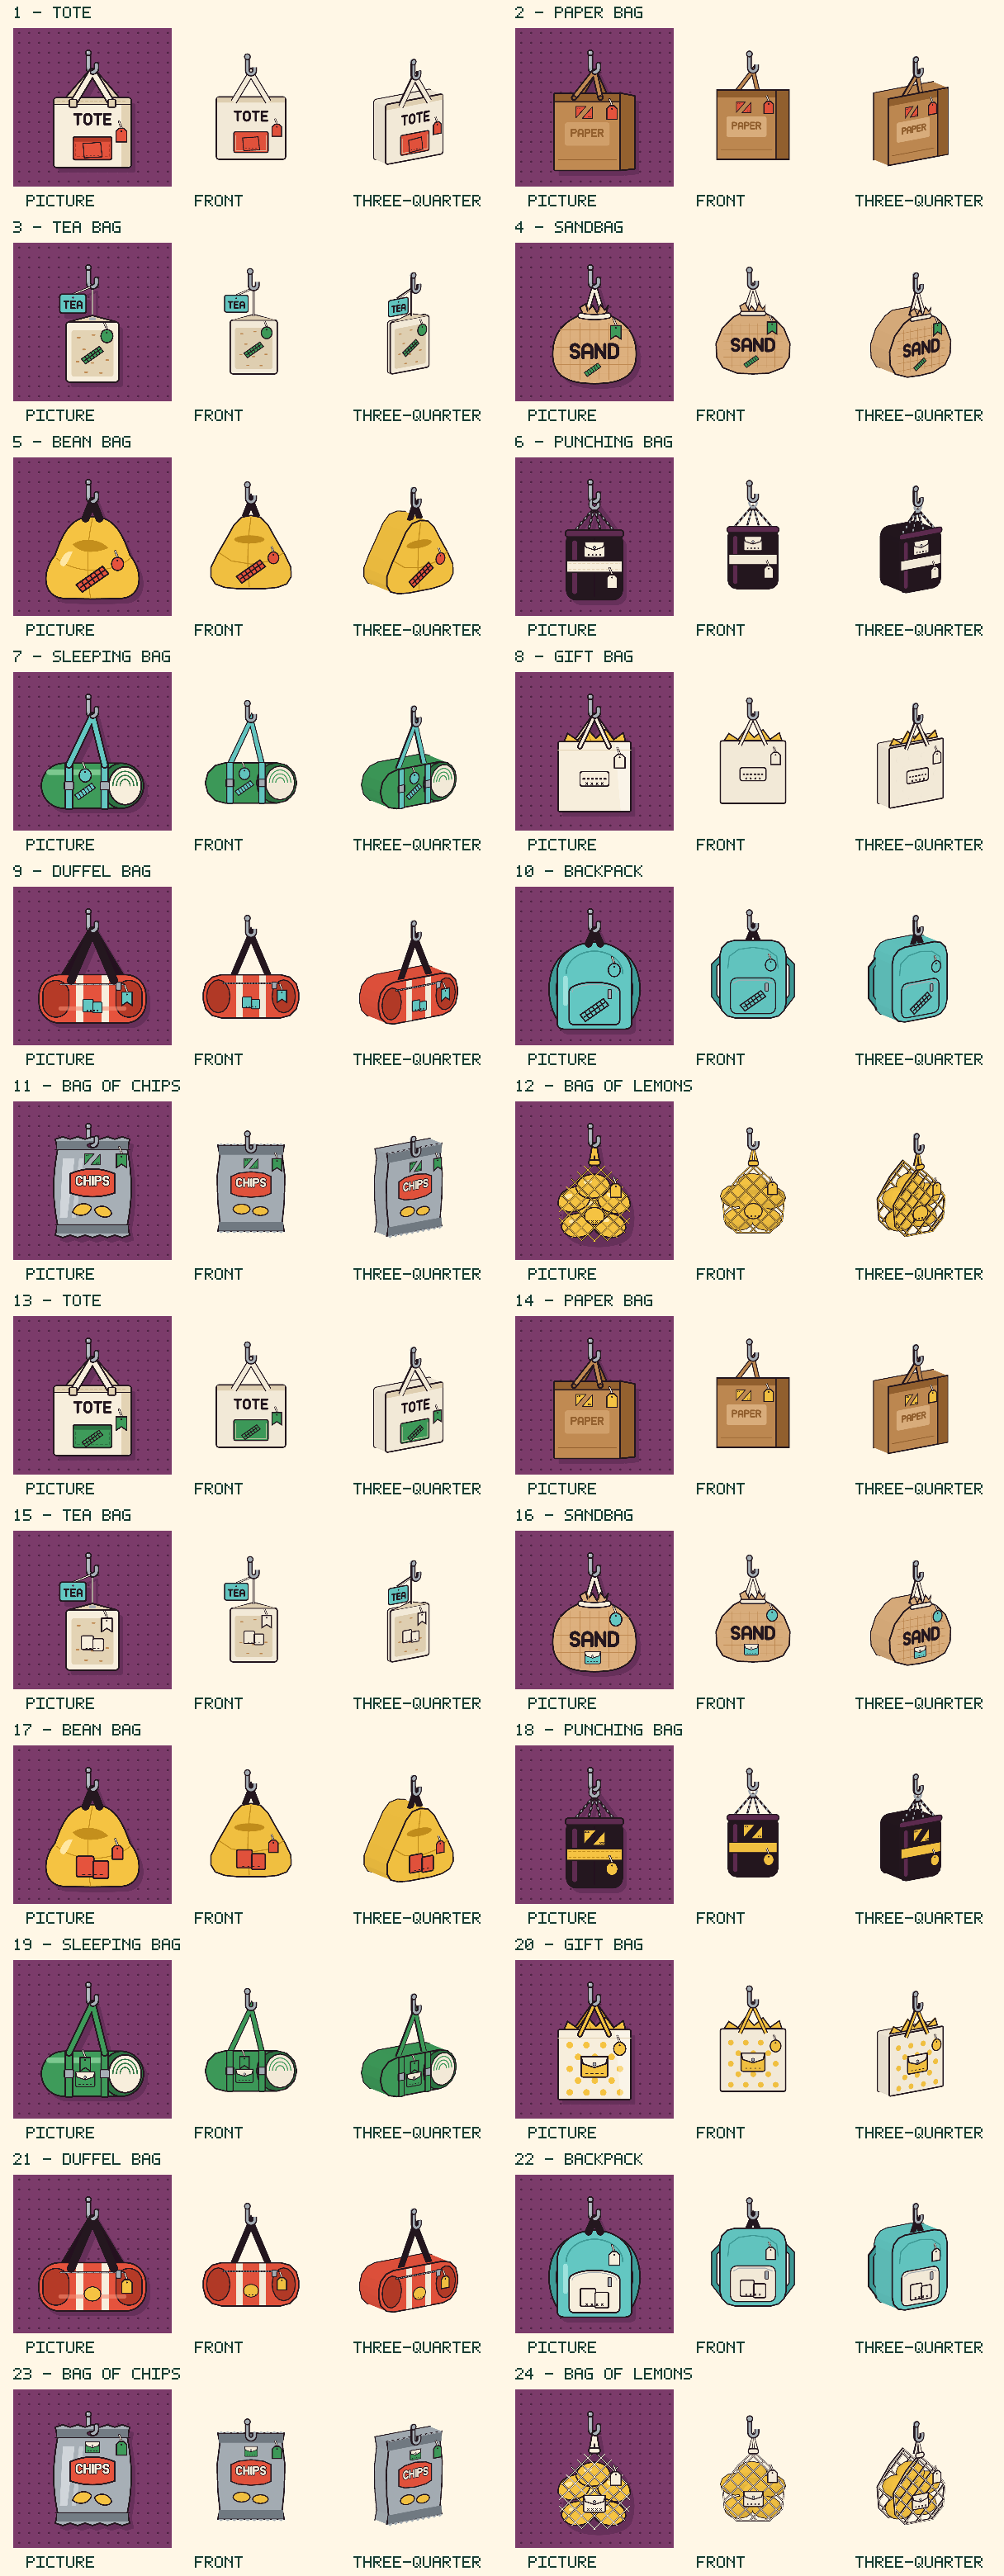 1 - TOTE 2 - PAPER BAG
TOTE TOTE TOTE PAPER PAPER PAPER
PICTURE FRONT THREE-QUARTER PICTURE FRONT THREE-QUARTER
3 - TEA BAG 4 - SANDBAG
TEA TEA TEA SAND SAND SAND
PICTURE FRONT THREE-QUARTER PICTURE FRONT THREE-QUARTER
5 - BEAN BAG 6 - PUNCHING BAG
PICTURE FRONT THREE-QUARTER PICTURE FRONT THREE-QUARTER
7 - SLEEPING BAG 8 - GIFT BAG
PICTURE FRONT THREE-QUARTER PICTURE FRONT THREE-QUARTER
9 - DUFFEL BAG 10 - BACKPACK
PICTURE FRONT THREE-QUARTER PICTURE FRONT THREE-QUARTER
11 - BAG OF CHIPS 12 - BAG OF LEMONS
CHIPS CHIPS CHIPS
PICTURE FRONT THREE-QUARTER PICTURE FRONT THREE-QUARTER
13 - TOTE 14 - PAPER BAG
TOTE TOTE TOTE PAPER PAPER PAPER
PICTURE FRONT THREE-QUARTER PICTURE FRONT THREE-QUARTER
15 - TEA BAG 16 - SANDBAG
TEA TEA TEA SAND SAND SAND
PICTURE FRONT THREE-QUARTER PICTURE FRONT THREE-QUARTER
17 - BEAN BAG 18 - PUNCHING BAG
PICTURE FRONT THREE-QUARTER PICTURE FRONT THREE-QUARTER
19 - SLEEPING BAG 20 - GIFT BAG
PICTURE FRONT THREE-QUARTER PICTURE FRONT THREE-QUARTER
21 - DUFFEL BAG 22 - BACKPACK
PICTURE FRONT THREE-QUARTER PICTURE FRONT THREE-QUARTER
23 - BAG OF CHIPS 24 - BAG OF LEMONS
CHIPS CHIPS CHIPS
PICTURE FRONT THREE-QUARTER PICTURE FRONT THREE-QUARTER